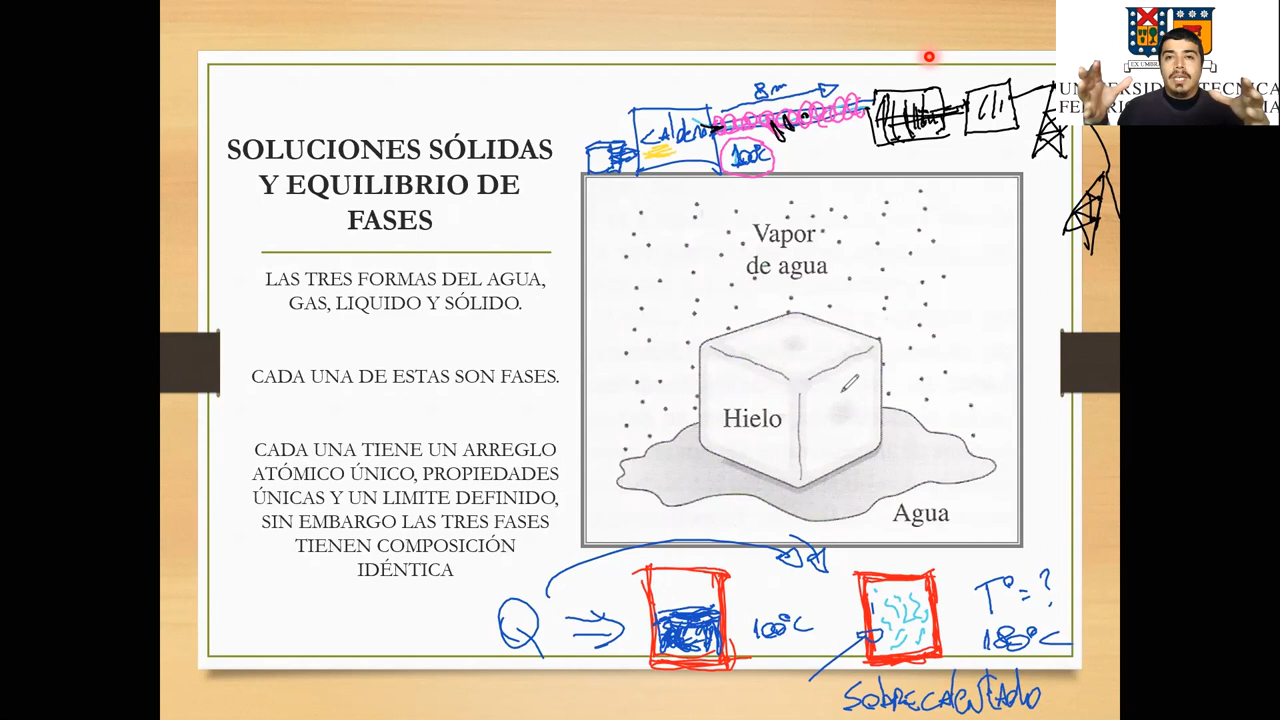 SOLUCIONES SÓLIDAS
Y EQUILIBRIO DE
FASES
LAS TRES FORMAS DEL AGUA,
GAS, LIQUIDO Y SÓLIDO.
CADA UNA DE ESTAS SON FASES.
CADA UNA TIENE UN ARREGLO
ATÓMICO ÚNICO, PROPIEDADES
ÚNICAS Y UN LIMITE DEFINIDO,
SIN EMBARGO LAS TRES FASES
TIENEN COMPOSICIÓN
IDÉNTICA
8m
Caldera
100°C
Vapor
de agua
Hielo
Agua
Q
100°C
T°=?
180°C
SOBRECALENTADO
EX UMBR